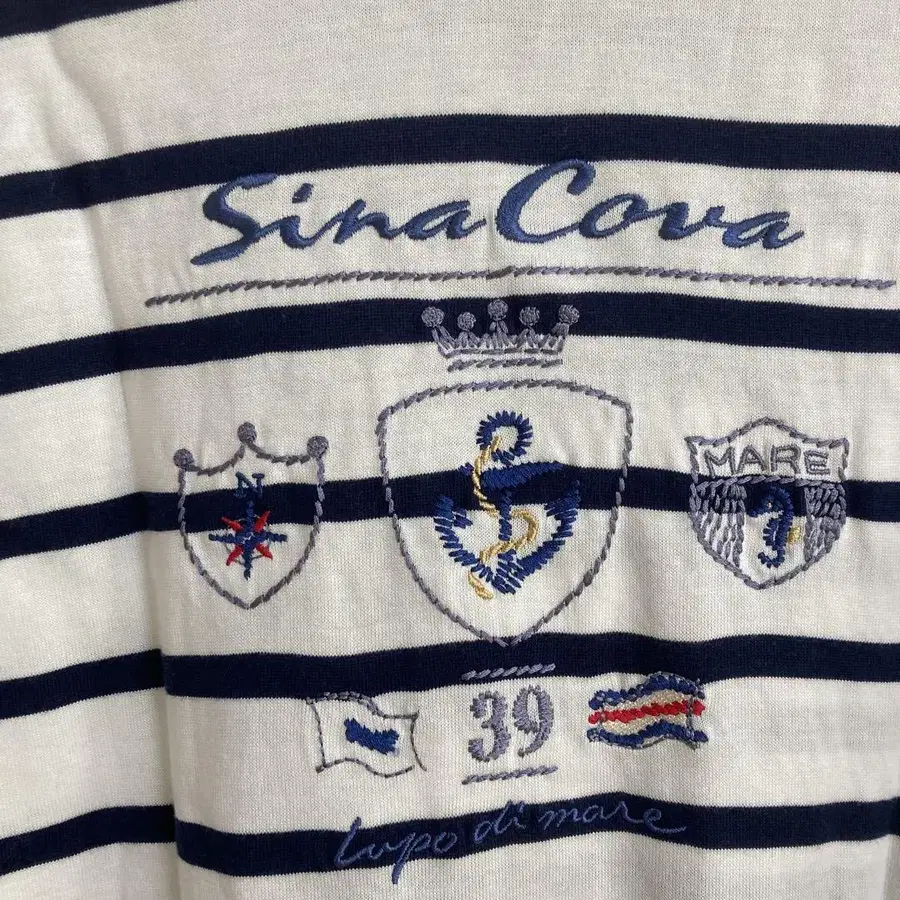 Sina Cova
N
MARE
39
Lupo di mare